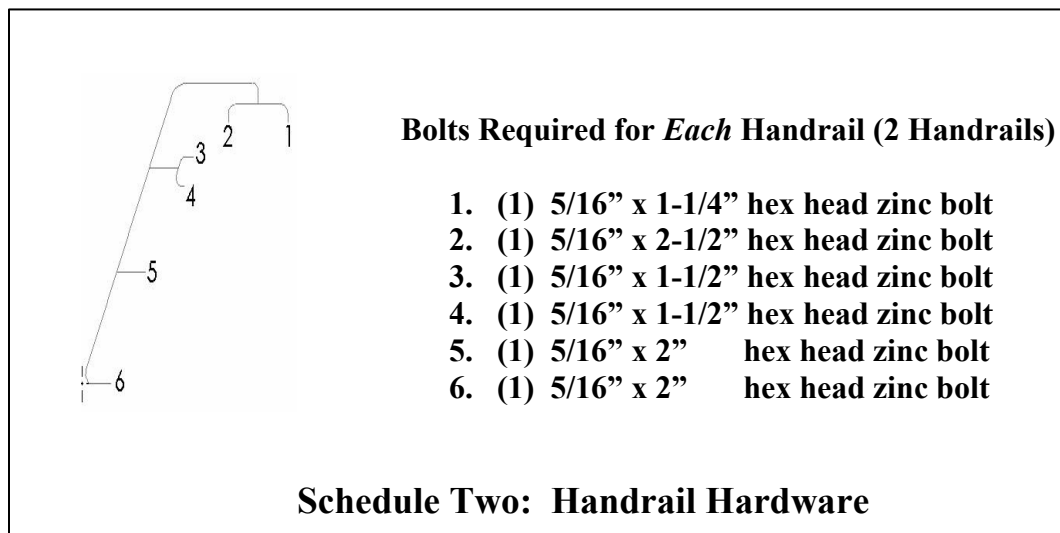 2
1
3
4
5
6
Bolts Required for Each Handrail (2 Handrails)
1. (1) 5/16” x 1-1/4” hex head zinc bolt
2. (1) 5/16” x 2-1/2” hex head zinc bolt
3. (1) 5/16” x 1-1/2” hex head zinc bolt
4. (1) 5/16” x 1-1/2” hex head zinc bolt
5. (1) 5/16” x 2” hex head zinc bolt
6. (1) 5/16” x 2” hex head zinc bolt
Schedule Two: Handrail Hardware